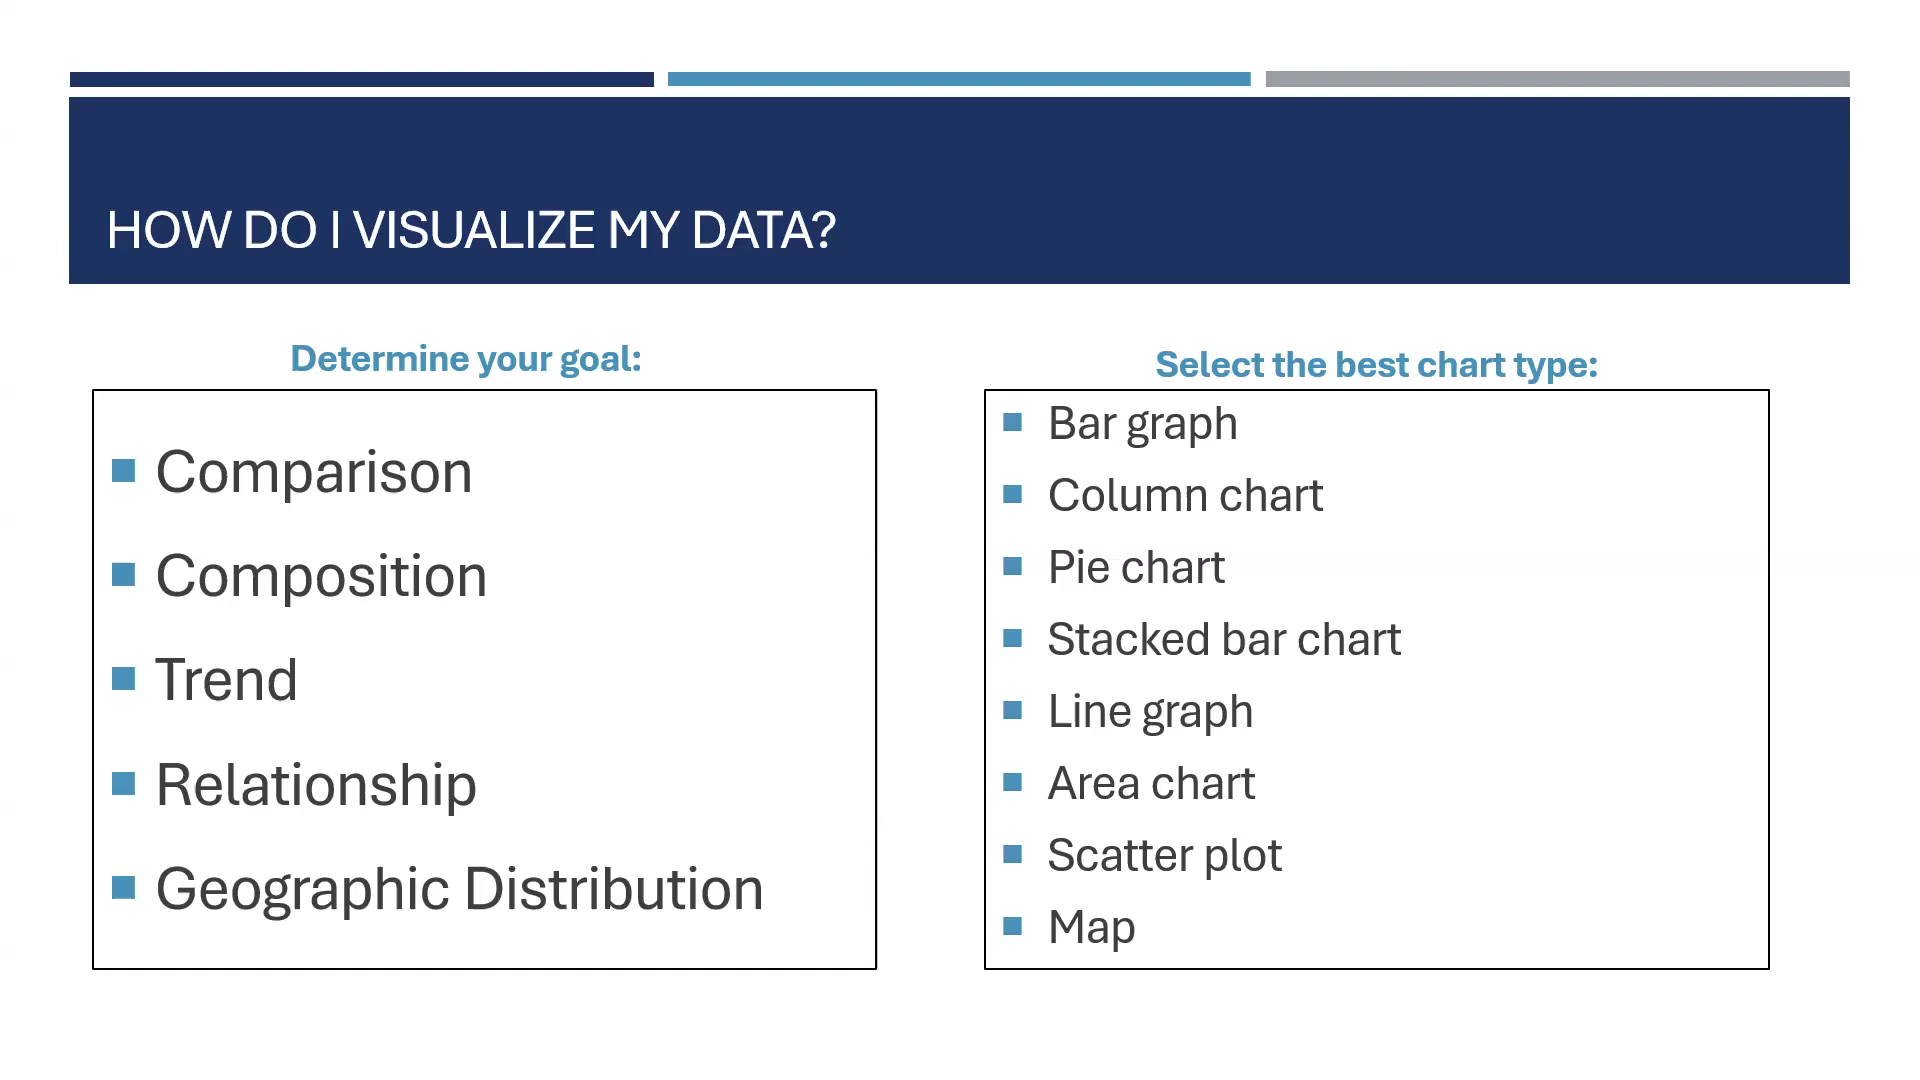 HOW DO I VISUALIZE MY DATA?
Determine your goal:
Comparison
Composition
Trend
Relationship
Geographic Distribution
Select the best chart type:
Bar graph
Column chart
Pie chart
Stacked bar chart
Line graph
Area chart
Scatter plot
Map